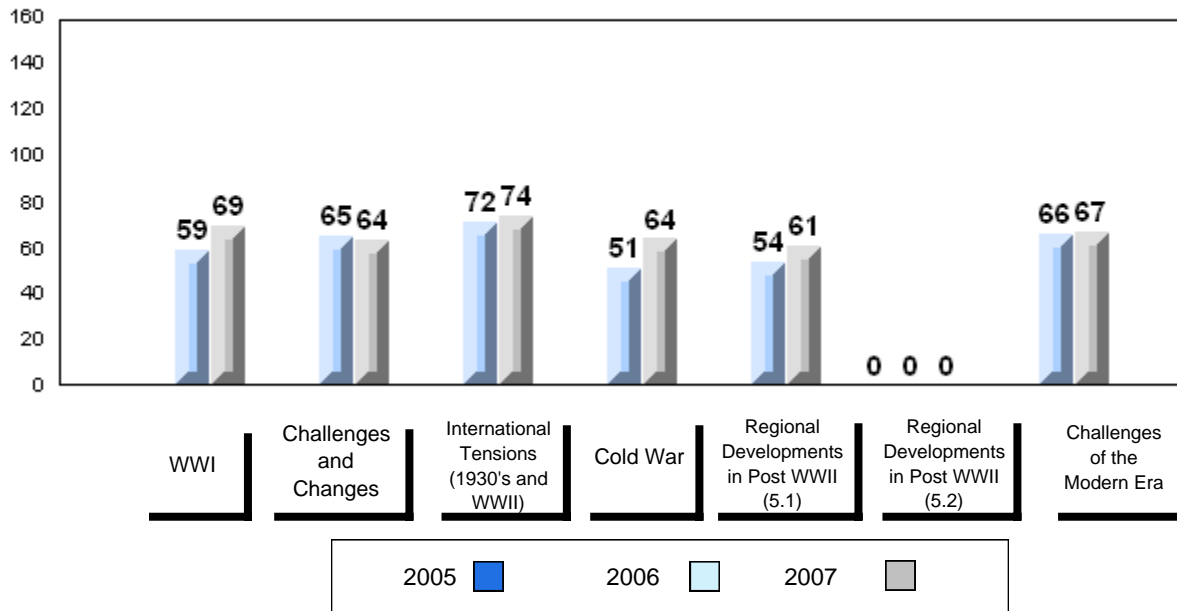 160
140
120
100
80
60
40
20
0
59 69
65 64
72 74
51 64
54 61
0 0 0
66 67
WWI
Challenges
and
Changes
International
Tensions
(1930's and
WWII)
Cold War
Regional
Developments
in Post WWII
(5.1)
Regional
Developments
in Post WWII
(5.2)
Challenges
of the
Modern Era
2005 2006 2007